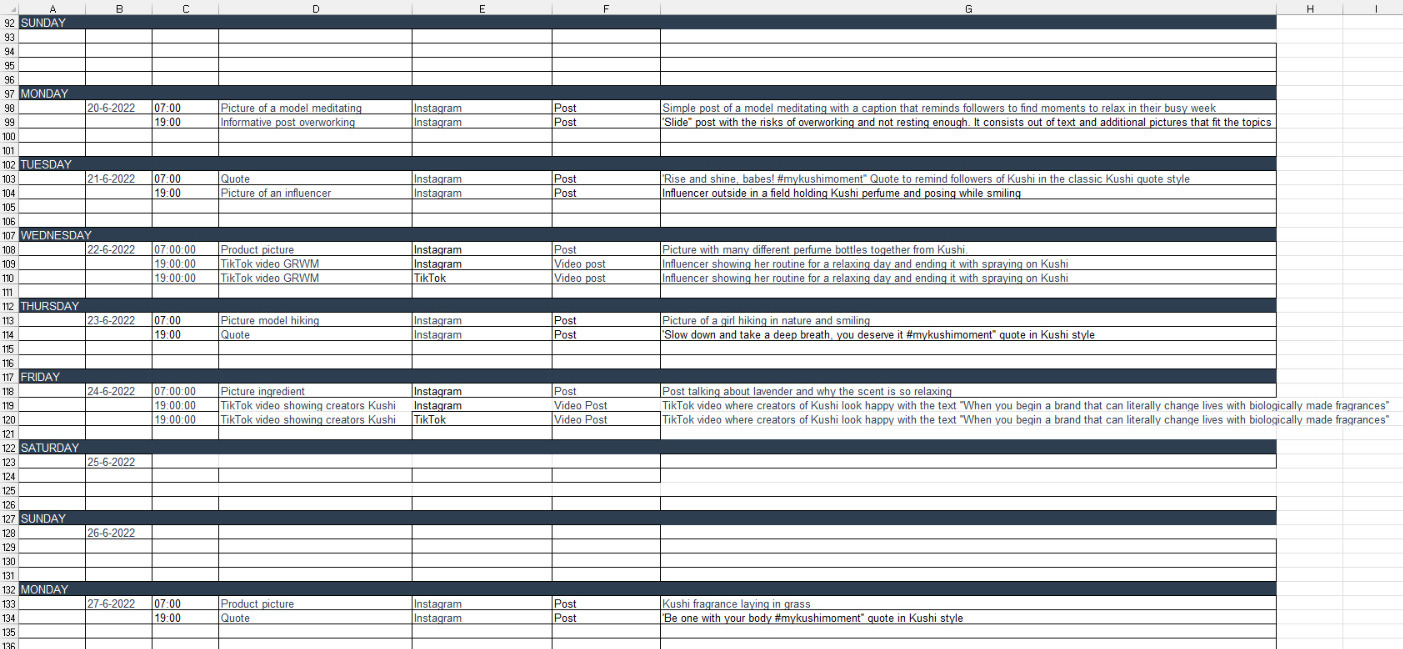 A B C D E F G H I
92 SUNDAY
93
94
95
96
97 MONDAY
98 20-6-2022 07:00 Picture of a model meditating Instagram Post Simple post of a model meditating with a caption that reminds followers to find moments to relax in their busy week
99 19:00 Informative post overworking Instagram Post 'Slide" post with the risks of overworking and not resting enough. It consists out of text and additional pictures that fit the topics
100
101
102 TUESDAY
103 21-6-2022 07:00 Quote Instagram Post 'Rise and shine, babes! #mykushimoment" Quote to remind followers of Kushi in the classic Kushi quote style
104 19:00 Picture of an influencer Instagram Post Influencer outside in a field holding Kushi perfume and posing while smiling
105
106
107 WEDNESDAY
108 22-6-2022 07:00:00 Product picture Instagram Post Picture with many different perfume bottles together from Kushi.
109 19:00:00 TikTok video GRWM Instagram Video post Influencer showing her routine for a relaxing day and ending it with spraying on Kushi
110 19:00:00 TikTok video GRWM TikTok Video post Influencer showing her routine for a relaxing day and ending it with spraying on Kushi
111
112 THURSDAY
113 23-6-2022 07:00 Picture model hiking Instagram Post Picture of a girl hiking in nature and smiling
114 19:00 Quote Instagram Post 'Slow down and take a deep breath, you deserve it #mykushimoment" quote in Kushi style
115
116
117 FRIDAY
118 24-6-2022 07:00:00 Picture ingredient Instagram Post Post talking about lavender and why the scent is so relaxing
119 19:00:00 TikTok video showing creators Kushi Instagram Video Post TikTok video where creators of Kushi look happy with the text "When you begin a brand that can literally change lives with biologically made fragrances"
120 19:00:00 TikTok video showing creators Kushi TikTok Video Post TikTok video where creators of Kushi look happy with the text "When you begin a brand that can literally change lives with biologically made fragrances"
121
122 SATURDAY
123 25-6-2022
124
125
126
127 SUNDAY
128 26-6-2022
129
130
131
132 MONDAY
133 27-6-2022 07:00 Product picture Instagram Post Kushi fragrance laying in grass
134 19:00 Quote Instagram Post 'Be one with your body #mykushimoment" quote in Kushi style
135
136